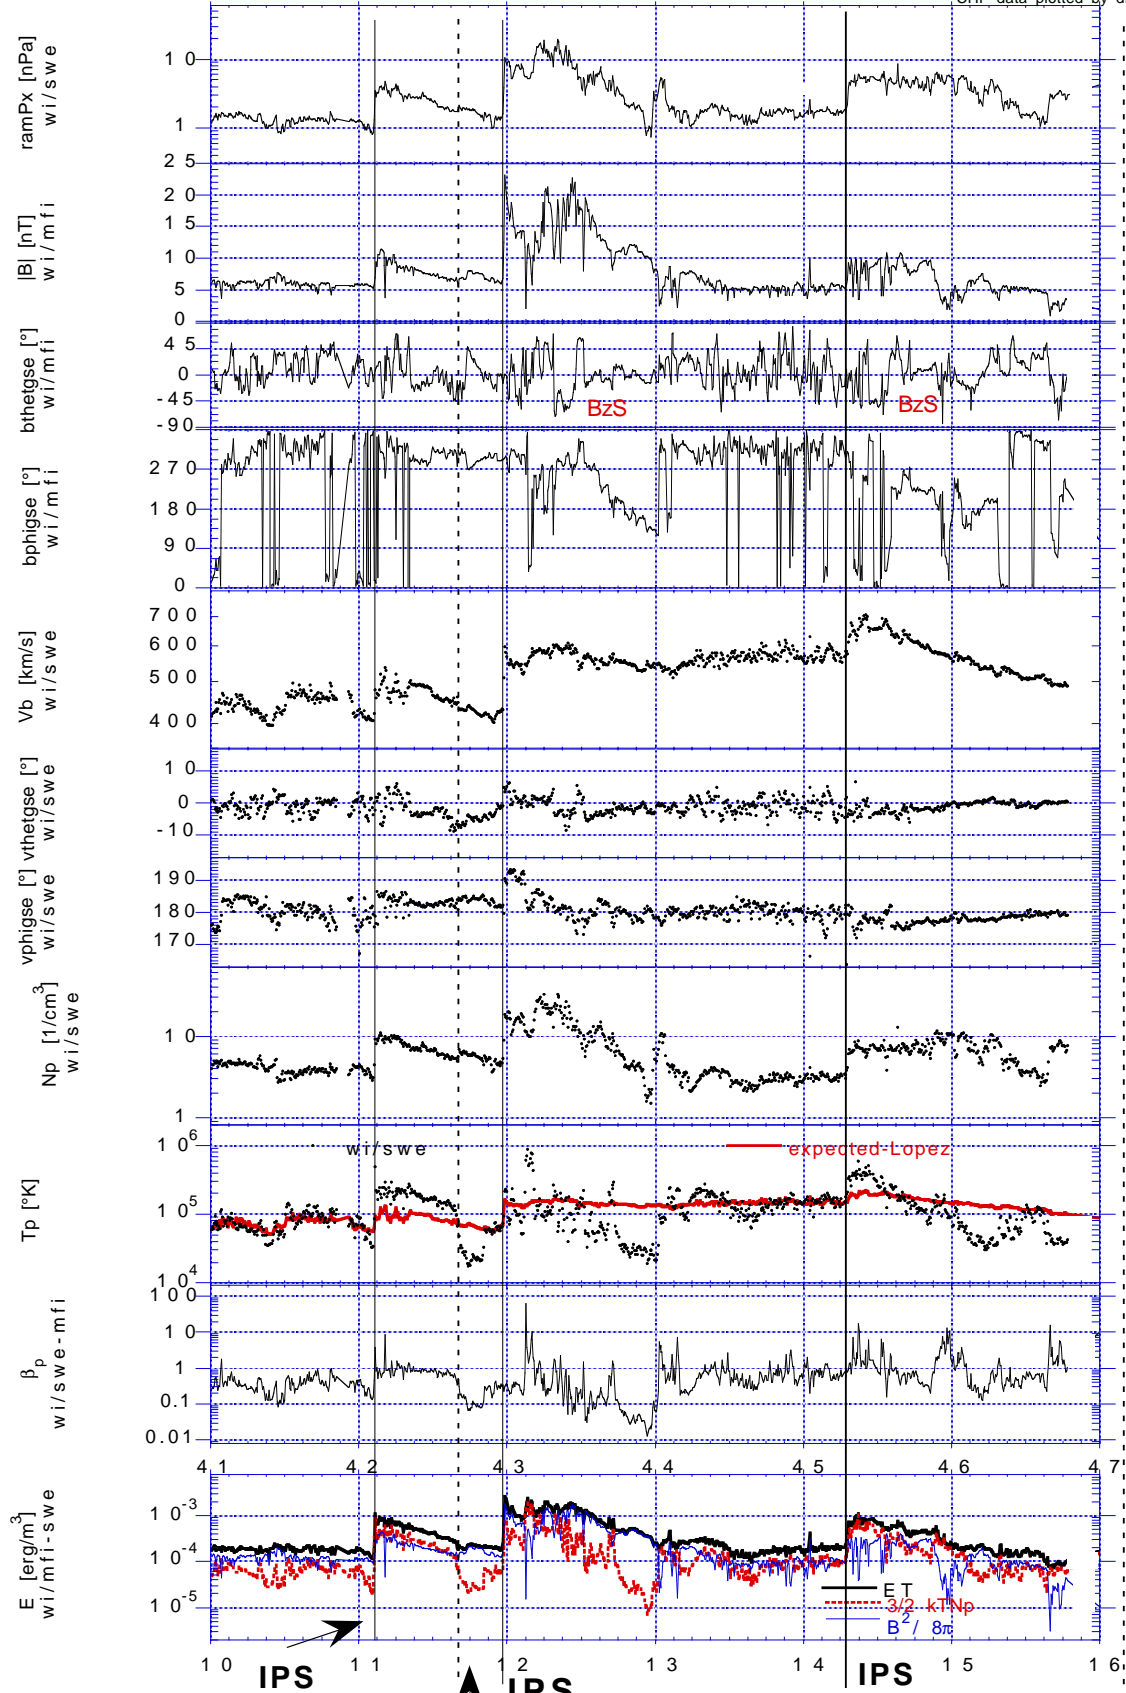 ramPx [nPa]
wi/swe
10
1
25
|B| [nT]
wi/mfi
20
15
10
5
0
bthetgse [°]
wi/mfi
45
0
-45
-90
BzS
BzS
bphigse [°]
wi/mfi
270
180
90
0
Vb [km/s]
wi/swe
700
600
500
400
vthetgse [°]
wi/swe
10
0
-10
vphigse [°]
wi/swe
190
180
170
Np [1/cm3]
wi/swe
10
1
Tp [°K]
10^6
10^5
10^4
wi/swe
expected-Lopez
βp
wi/swe-mfi
100
10
1
0.1
0.01
41 42 43 44 45 46 47
E [erg/m3]
wi/mfi-swe
10^-3
10^-4
10^-5
ET
3/2 kTNp
B^2/ 8π
10 11 12 13 14 15 16
IPS
IPS
IPS